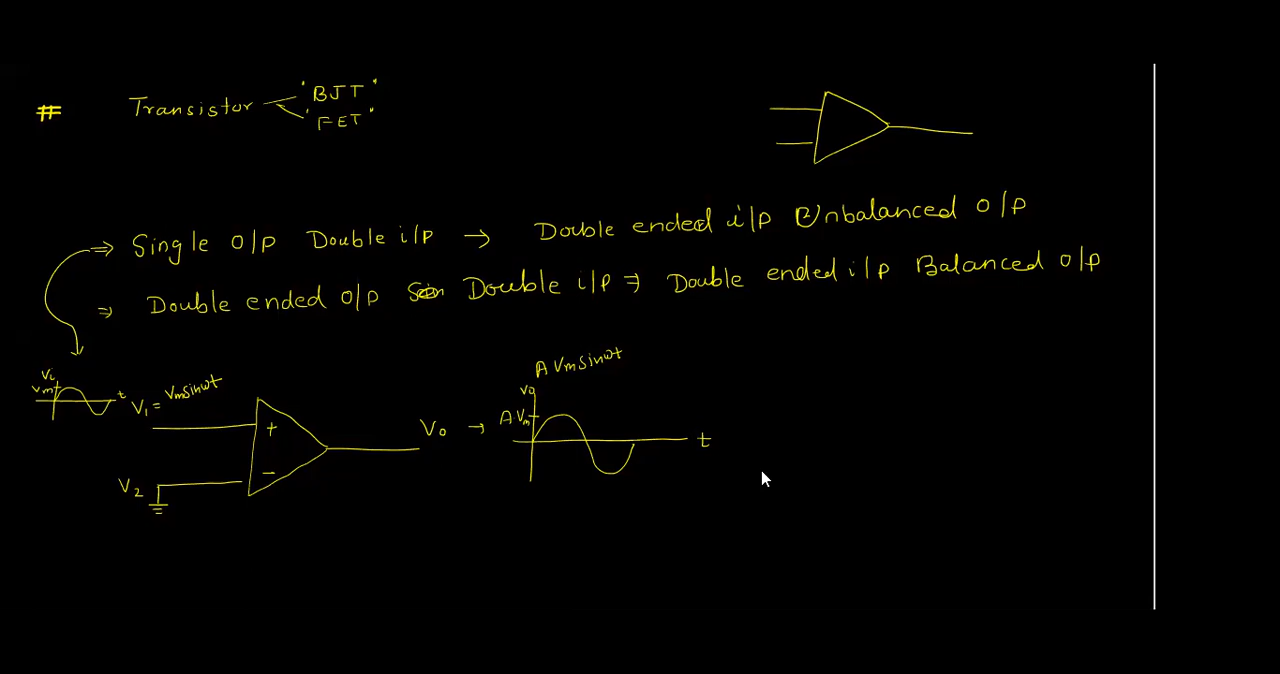 # Transistor "BJT"
"FET"
⇒ Single o/p Double i/p → Double ended i/p Unbalanced o/p
⇒ Double ended o/p Double i/p ⇒ Double ended i/p Balanced o/p
A Vm sinωt
Vi
Vm
t
V1 = Vm sinωt
Vo
A.Vm
+
Vo →
t
-
V2